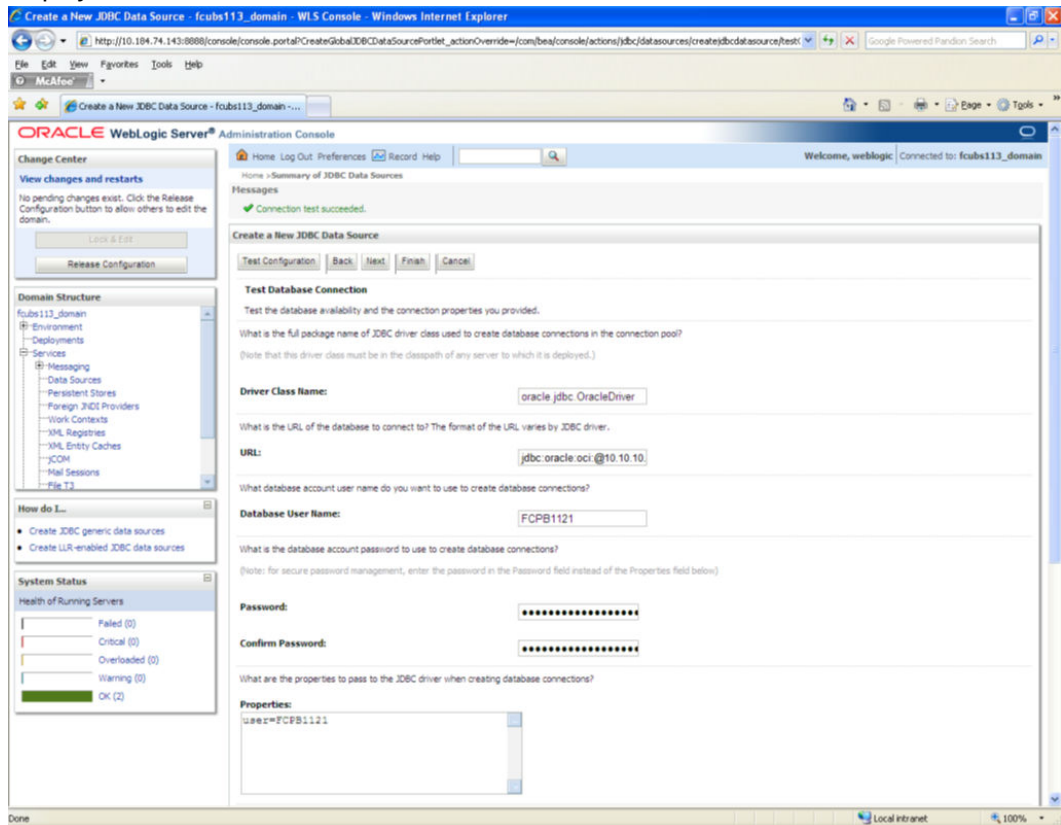 Create a New JDBC Data Source - fcubs113_domain - WLS Console - Windows Internet Explorer
http://10.184.74.143:8888/console/console.portal?CreateGlobalJDBCDataSourcePortlet_actionOverride=/com/bea/console/actions/jdbc/datasources/createjdbcdatasource/test
Google Powered Pandion Search
File Edit View Favorites Tools Help
McAfee
Create a New JDBC Data Source - fcubs113_domain -...
Page Tools
ORACLE WebLogic Server® Administration Console
Change Center
View changes and restarts
No pending changes exist. Click the Release
Configuration button to allow others to edit the
domain.
Lock & Edit
Release Configuration
Domain Structure
fcubs113_domain
Environment
Deployments
Services
Messaging
Data Sources
Persistent Stores
Foreign JNDI Providers
Work Contexts
XML Registries
XML Entity Caches
jCOM
Mail Sessions
File T3
How do I...
Create JDBC generic data sources
Create LLR-enabled JDBC data sources
System Status
Health of Running Servers
Failed (0)
Critical (0)
Overloaded (0)
Warning (0)
OK (2)
Home Log Out Preferences Record Help
Welcome, weblogic Connected to: fcubs113_domain
Home >Summary of JDBC Data Sources
Messages
Connection test succeeded.
Create a New JDBC Data Source
Test Configuration Back Next Finish Cancel
Test Database Connection
Test the database availability and the connection properties you provided.
What is the full package name of JDBC driver class used to create database connections in the connection pool?
(Note that this driver class must be in the classpath of any server to which it is deployed.)
Driver Class Name: oracle.jdbc.OracleDriver
What is the URL of the database to connect to? The format of the URL varies by JDBC driver.
URL: jdbc:oracle:oci:@10.10.10.
What database account user name do you want to use to create database connections?
Database User Name: FCPB1121
What is the database account password to use to create database connections?
(Note: for secure password management, enter the password in the Password field instead of the Properties field below)
Password: ●●●●●●●●●●●●●●●●●●
Confirm Password: ●●●●●●●●●●●●●●●●●●
What are the properties to pass to the JDBC driver when creating database connections?
Properties:
user=FCPB1121
Done
Local intranet
100%